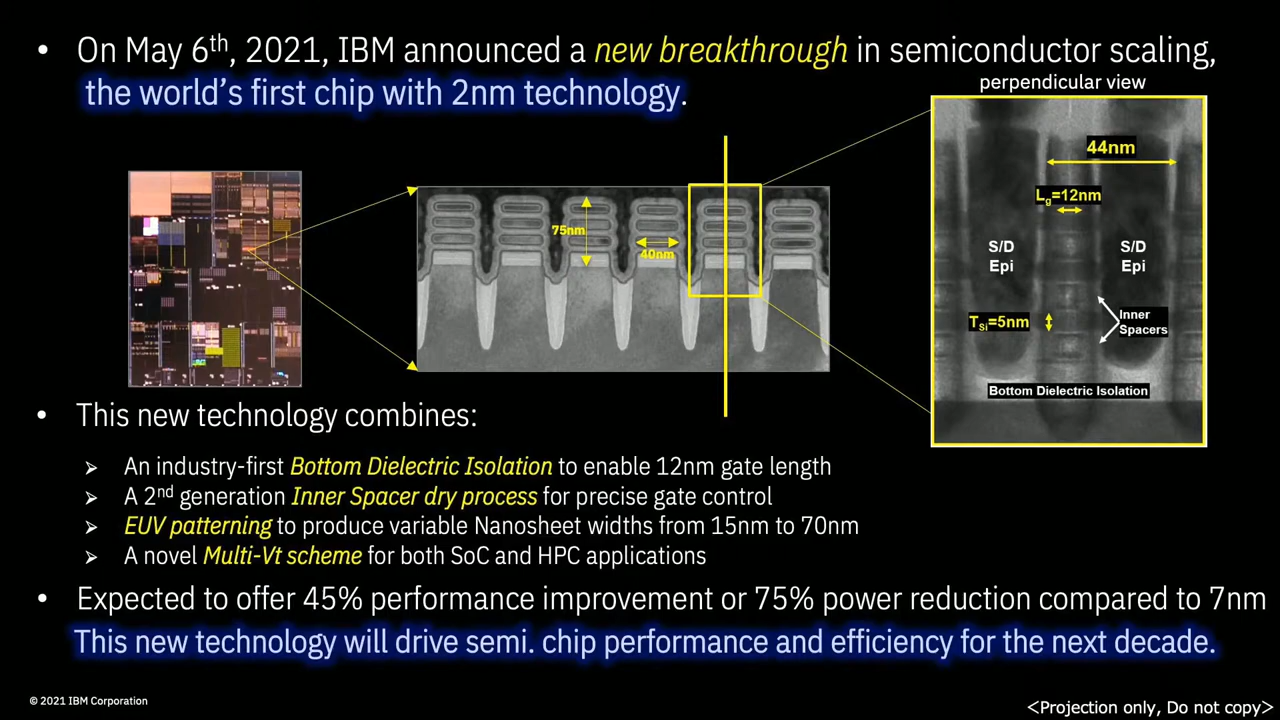 • On May 6th, 2021, IBM announced a new breakthrough in semiconductor scaling,
the world's first chip with 2nm technology.
perpendicular view
44nm
Lg=12nm
75nm
40nm
S/D
Epi
S/D
Epi
TSi=5nm
Inner
Spacers
Bottom Dielectric Isolation
• This new technology combines:
➢ An industry-first Bottom Dielectric Isolation to enable 12nm gate length
➢ A 2nd generation Inner Spacer dry process for precise gate control
➢ EUV patterning to produce variable Nanosheet widths from 15nm to 70nm
➢ A novel Multi-Vt scheme for both SoC and HPC applications
• Expected to offer 45% performance improvement or 75% power reduction compared to 7nm
This new technology will drive semi. chip performance and efficiency for the next decade.
© 2021 IBM Corporation
<Projection only, Do not copy>